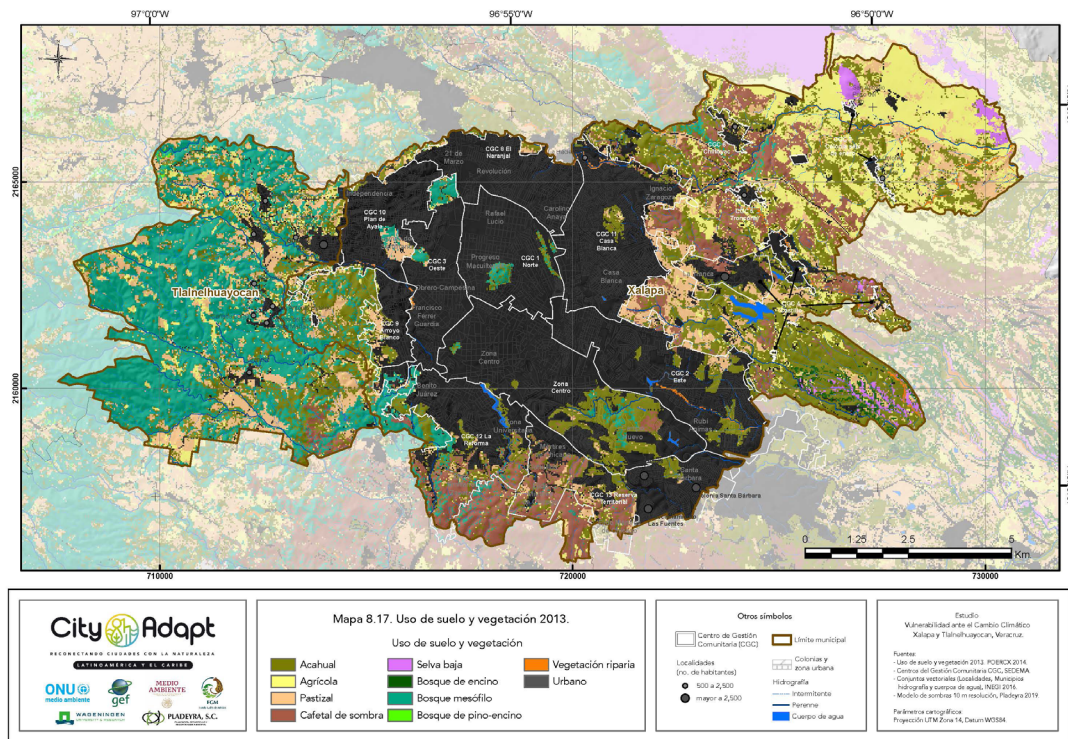 97°0'0"W
96°55'0"W
96°50'0"W
2165000
2160000
710000
720000
730000
21 de
Marzo
CGC 8 El
Naranjal
Revolución
Independencia
CGC 10
Plan de
Ayala
Rafael
Lucio
Carolino
Anaya
Ignacio
Zaragoza
CGC 11
Casa
Blanca
CGC 3
Oeste
Progreso
Macuiltépetl
CGC 1
Norte
Casa
Blanca
Tlalnelhuayocan
Xalapa
Obrero-Campesina
Francisco
Ferrer
Guardia
CGC 9
Arroyo
Blanco
Zona
Centro
Zona
Centro
CGC 2
Este
Benito
Juárez
CGC 12 La
Reforma
Zona
Universitaria
CGC 13 Reserva
Territorial
Santa
Bárbara
Las Fuentes
0 1.25 2.5 5
Km
City Adapt
RECONECTANDO CIUDADES CON LA NATURALEZA
LATINOAMERICA Y EL CARIBE
ONU
medio ambiente
gef
MEDIO
AMBIENTE
FGM
WAGENINGEN
PLADEYRA, S.C.
Mapa 8.17. Uso de suelo y vegetación 2013.
Uso de suelo y vegetación
Acahual
Agrícola
Pastizal
Cafetal de sombra
Selva baja
Bosque de encino
Bosque mesófilo
Bosque de pino-encino
Vegetación riparia
Urbano
Otros símbolos
Centro de Gestión
Comunitaria (CGC)
Localidades
(no. de habitantes)
500 a 2,500
mayor a 2,500
Límite municipal
Colonias y
zona urbana
Hidrografía
Intermitente
Perenne
Cuerpo de agua
Estudio
Vulnerabilidad ante el Cambio Climático
Xalapa y Tlalnelhuayocan, Veracruz.
Fuentes:
- Uso de suelo y vegetación 2013. POERCX 2014.
- Centros del Gestión Comunitaria CGC, SEDEMA
- Conjuntos vectoriales (Localidades, Municipios
hidrografía y cuerpos de agua), INEGI 2016.
- Modelo de sombras 10 m resolución, Pladeyra 2019.
Parámetros cartográficos:
Proyección UTM Zona 14, Datum WGS84.